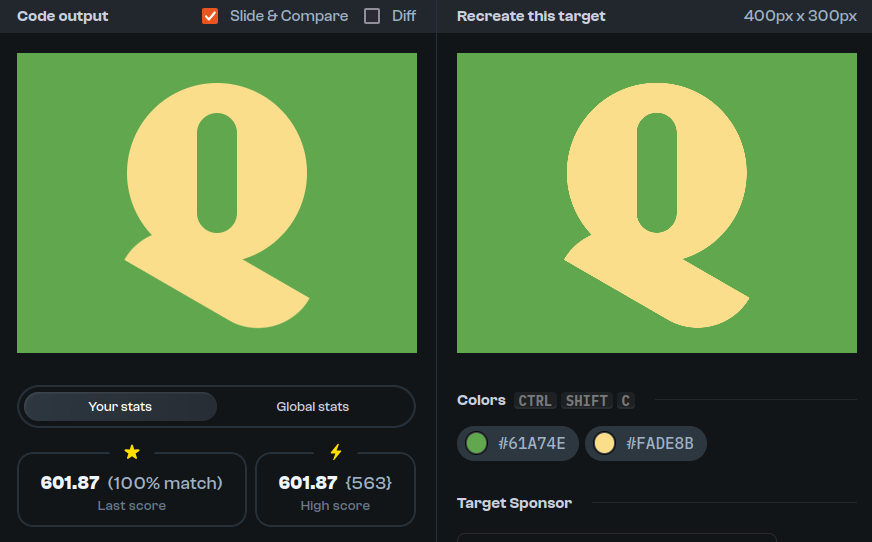 Code output
Slide & Compare
Diff
Recreate this target
400px x 300px
Q
Q
Your stats
Global stats
601.87 (100% match)
Last score
601.87 {563}
High score
Colors CTRL SHIFT C
#61A74E
#FADE8B
Target Sponsor